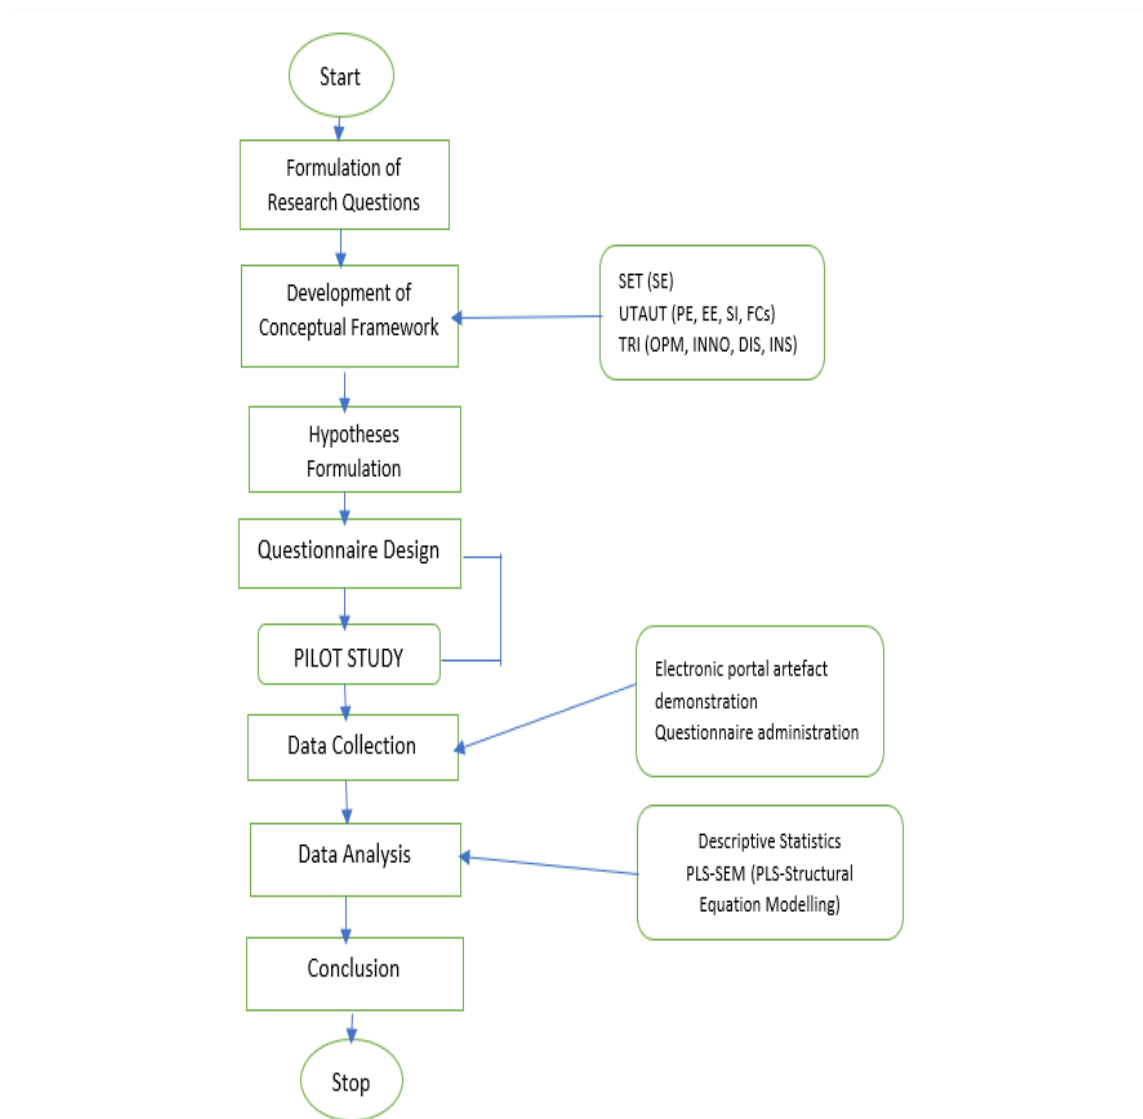 Start
Formulation of
Research Questions
Development of
Conceptual Framework
SET (SE)
UTAUT (PE, EE, SI, FCs)
TRI (OPM, INNO, DIS, INS)
Hypotheses
Formulation
Questionnaire Design
PILOT STUDY
Electronic portal artefact
demonstration
Questionnaire administration
Data Collection
Descriptive Statistics
PLS-SEM (PLS-Structural
Equation Modelling)
Data Analysis
Conclusion
Stop